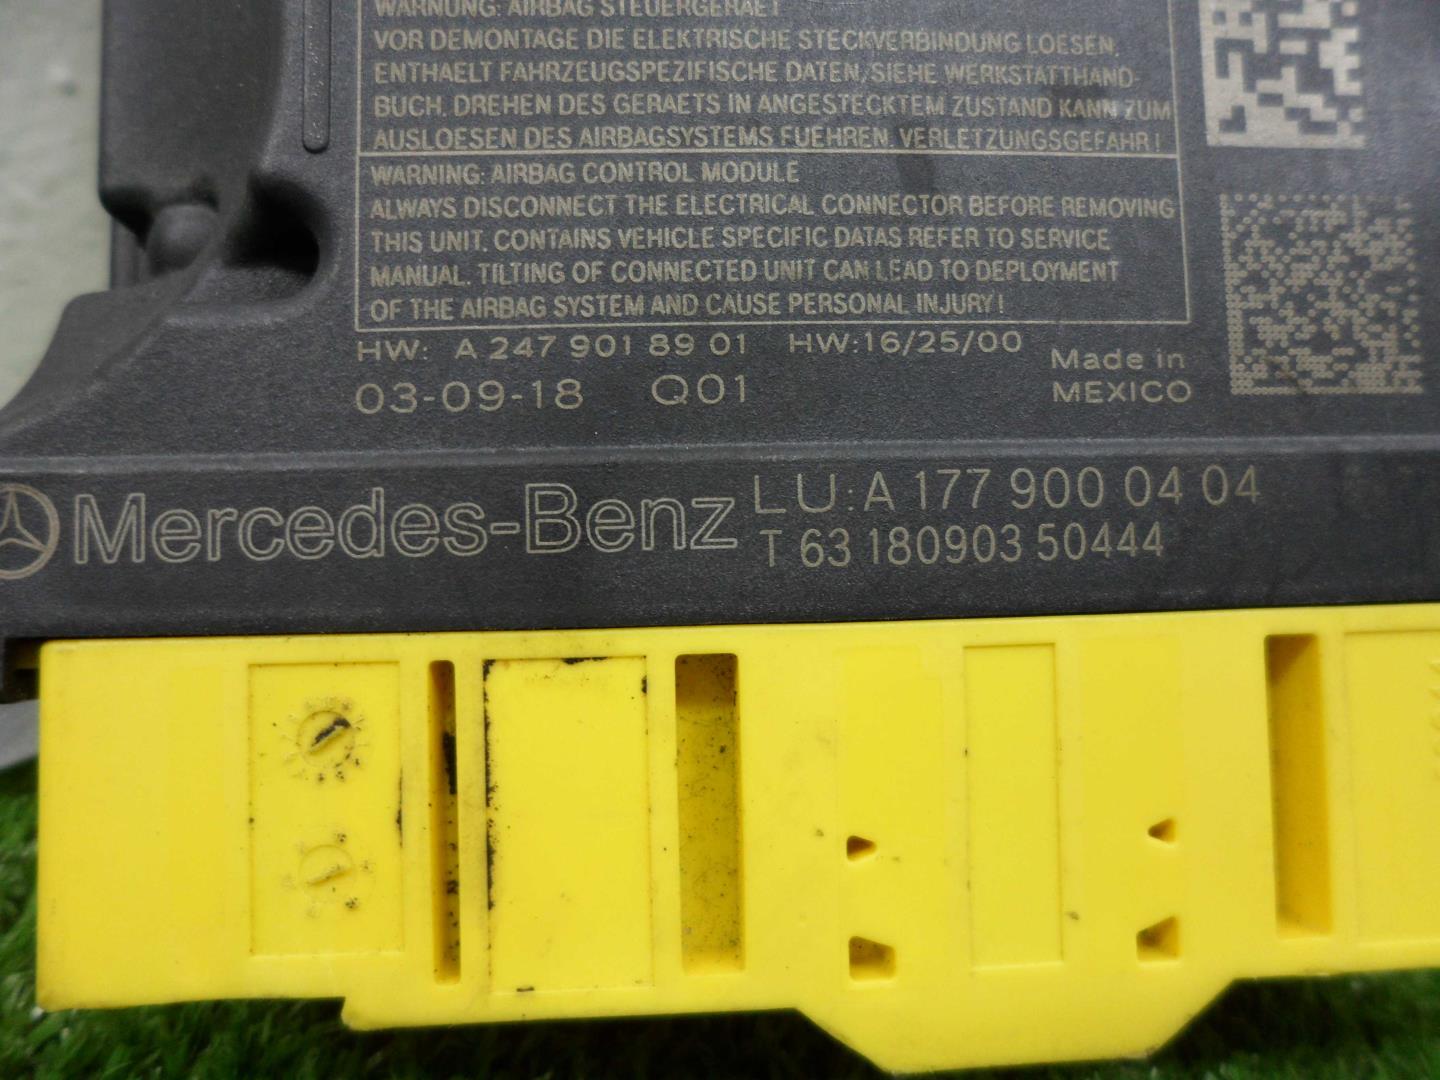 WARNUNG: AIRBAG STEUERGERAET
VOR DEMONTAGE DIE ELEKTRISCHE STECKVERBINDUNG LOESEN.
ENTHAELT FAHRZEUGSPEZIFISCHE DATEN, SIEHE WERKSTATTHAND-
BUCH. DREHEN DES GERAETS IN ANGESTECKTEM ZUSTAND KANN ZUM
AUSLOESEN DES AIRBAGSYSTEMS FUEHREN. VERLETZUNGSGEFAHR!
WARNING: AIRBAG CONTROL MODULE
ALWAYS DISCONNECT THE ELECTRICAL CONNECTOR BEFORE REMOVING
THIS UNIT. CONTAINS VEHICLE SPECIFIC DATAS REFER TO SERVICE
MANUAL. TILTING OF CONNECTED UNIT CAN LEAD TO DEPLOYMENT
OF THE AIRBAG SYSTEM AND CAUSE PERSONAL INJURY!
HW: A 247 901 89 01 HW:16/25/00
03-09-18 Q01
Made in
MEXICO
Mercedes-Benz
LU: A 177 900 04 04
T 63 180903 50444